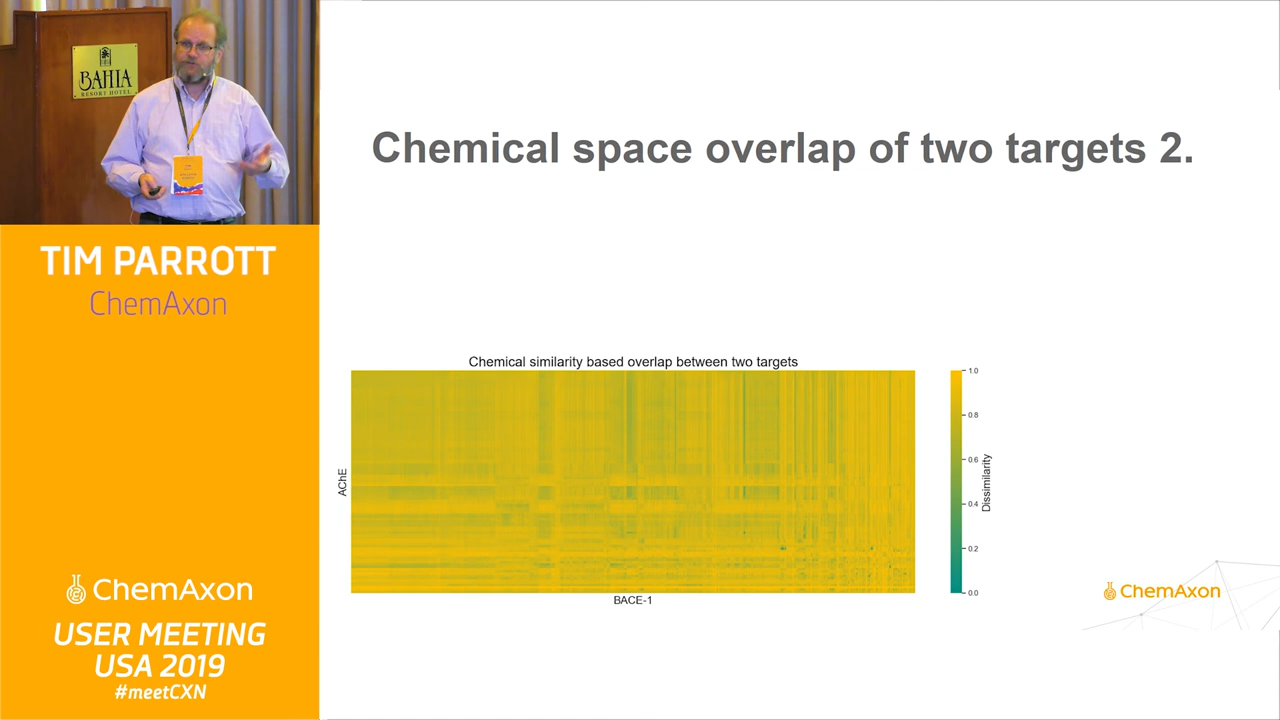 BAHIA
RESORT HOTEL
TIM PARROTT
ChemAxon
ChemAxon
USER MEETING
USA 2019
#meetCXN
Chemical space overlap of two targets 2.
Chemical similarity based overlap between two targets
AChE
BACE-1
1.0
0.8
0.6
0.4
0.2
0.0
Dissimilarity
ChemAxon